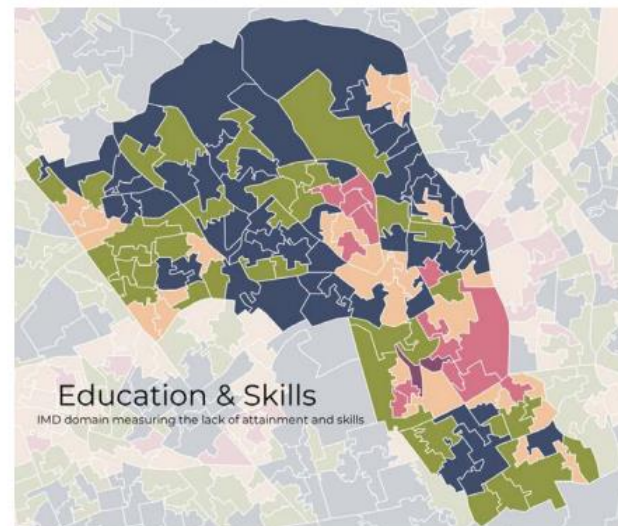 Education & Skills
IMD domain measuring the lack of attainment and skills